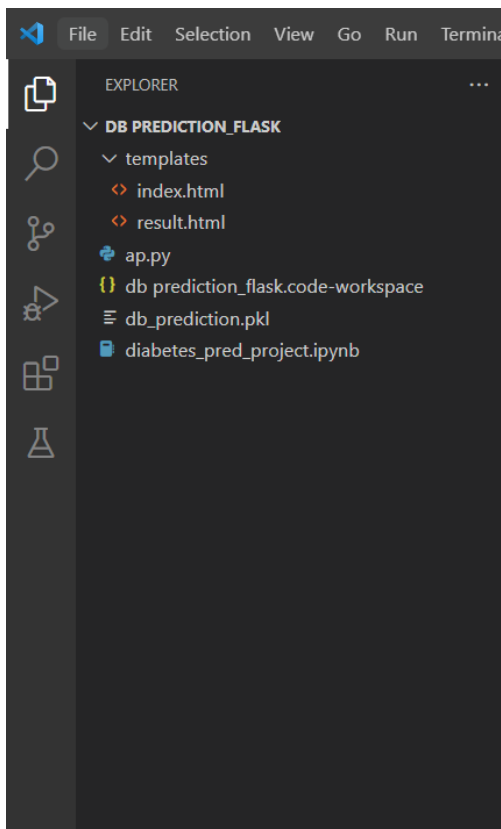 File Edit Selection View Go Run Termina
EXPLORER ...
DB PREDICTION_FLASK
templates
<> index.html
<> result.html
ap.py
{} db prediction_flask.code-workspace
db_prediction.pkl
diabetes_pred_project.ipynb